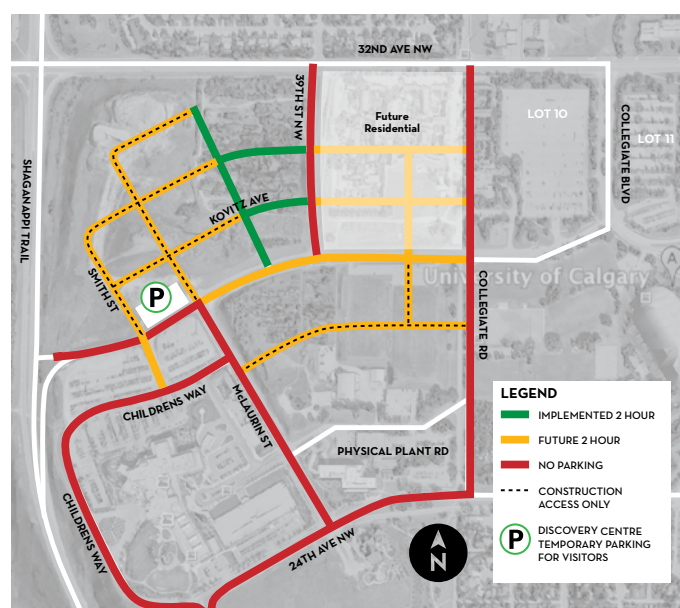 32ND AVE NW
39TH ST NW
Future
Residential
LOT 10
COLLEGIATE BLVD
LOT 11
SHAGANAPPI TRAIL
KOVITZ AVE
A
University of Calgary
SMITH ST
P
COLLEGIATE RD
CHILDRENS WAY
McLAURIN ST
PHYSICAL PLANT RD
CHILDRENS WAY
24TH AVE NW
N
LEGEND
IMPLEMENTED 2 HOUR
FUTURE 2 HOUR
NO PARKING
CONSTRUCTION
ACCESS ONLY
P
DISCOVERY CENTRE
TEMPORARY PARKING
FOR VISITORS